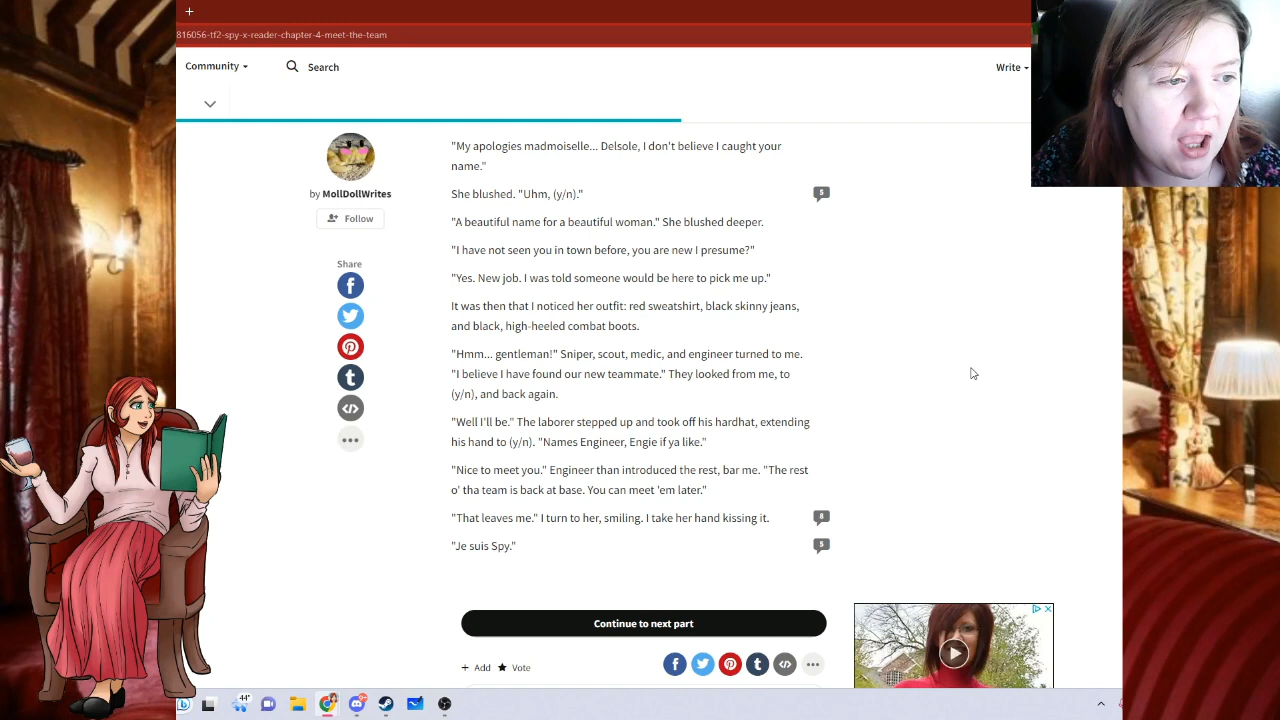 +
816056-tf2-spy-x-reader-chapter-4-meet-the-team
Community
Search
Write
by MollDollWrites
Follow
Share
"My apologies madmoiselle... Delsole, I don't believe I caught your
name."
She blushed. "Uhm, (y/n)."
5
"A beautiful name for a beautiful woman." She blushed deeper.
"I have not seen you in town before, you are new I presume?"
"Yes. New job. I was told someone would be here to pick me up."
It was then that I noticed her outfit: red sweatshirt, black skinny jeans,
and black, high-heeled combat boots.
"Hmm... gentleman!" Sniper, scout, medic, and engineer turned to me.
"I believe I have found our new teammate." They looked from me, to
(y/n), and back again.
"Well I'll be." The laborer stepped up and took off his hardhat, extending
his hand to (y/n). "Names Engineer, Engie if ya like."
"Nice to meet you." Engineer than introduced the rest, bar me. "The rest
o' tha team is back at base. You can meet 'em later."
"That leaves me." I turn to her, smiling. I take her hand kissing it.
8
"Je suis Spy."
5
Continue to next part
+ Add
Vote
44°